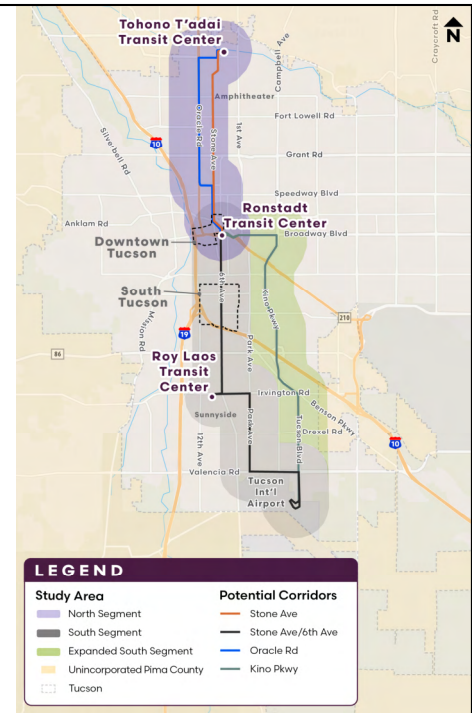 Tohono T'adai
Transit Center
Campbell Ave
Craycroft Rd
N
Amphitheater
Oracle Rd
Stone Ave
1st Ave
Fort Lowell Rd
Silverbell Rd
10
Grant Rd
Speedway Blvd
Ronstadt
Transit Center
Anklam Rd
Broadway Blvd
Downtown
Tucson
6th Ave
South
Tucson
Kino Pkwy
Mission Rd
210
19
Park Ave
86
Roy Laos
Transit
Center
Irvington Rd
Benson Pkwy
Sunnyside
Park Ave
Tucson Blvd
Drexel Rd
10
12th Ave
Valencia Rd
Tucson
Int'l
Airport
LEGEND
Study Area
North Segment
South Segment
Expanded South Segment
Unincorporated Pima County
Tucson
Potential Corridors
Stone Ave
Stone Ave/6th Ave
Oracle Rd
Kino Pkwy